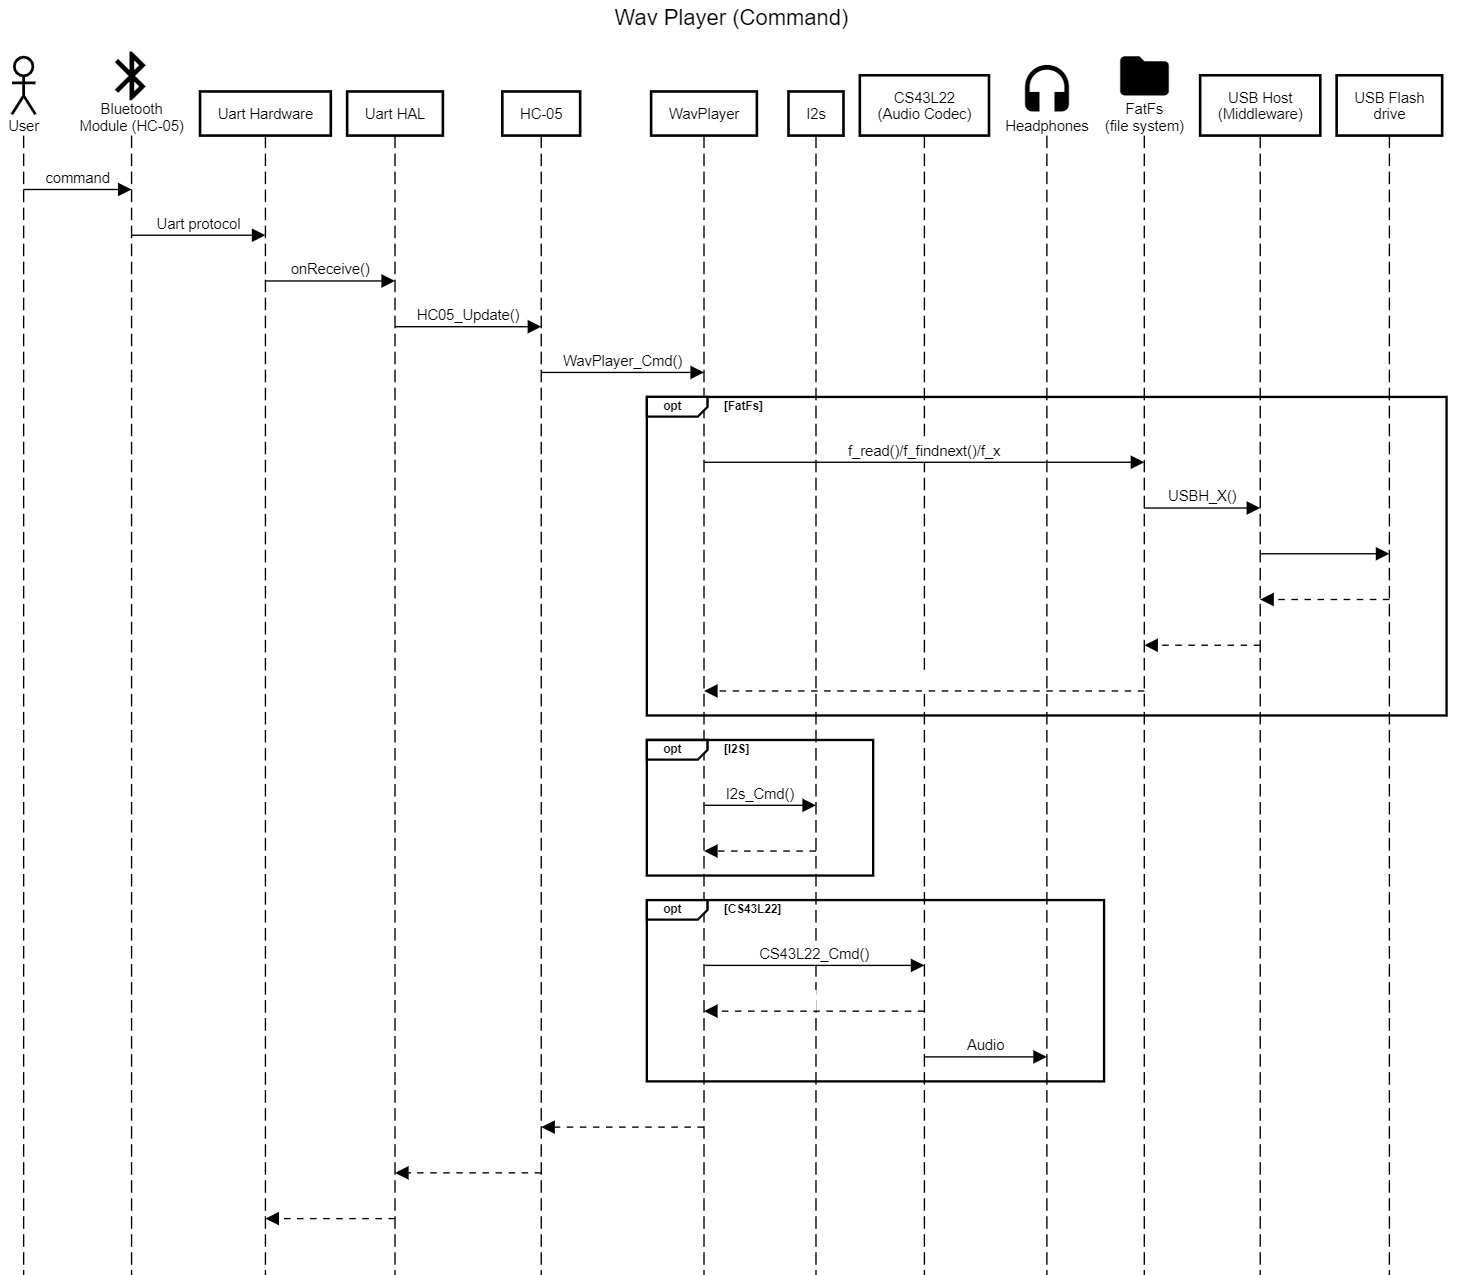 Wav Player (Command)
User
Bluetooth
Module (HC-05)
Uart Hardware
Uart HAL
HC-05
WavPlayer
I2s
CS43L22
(Audio Codec)
Headphones
FatFs
(file system)
USB Host
(Middleware)
USB Flash
drive
command
Uart protocol
onReceive()
HC05_Update()
WavPlayer_Cmd()
opt [FatFs]
f_read()/f_findnext()/f_x
USBH_X()
opt [I2S]
I2s_Cmd()
opt [CS43L22]
CS43L22_Cmd()
Audio